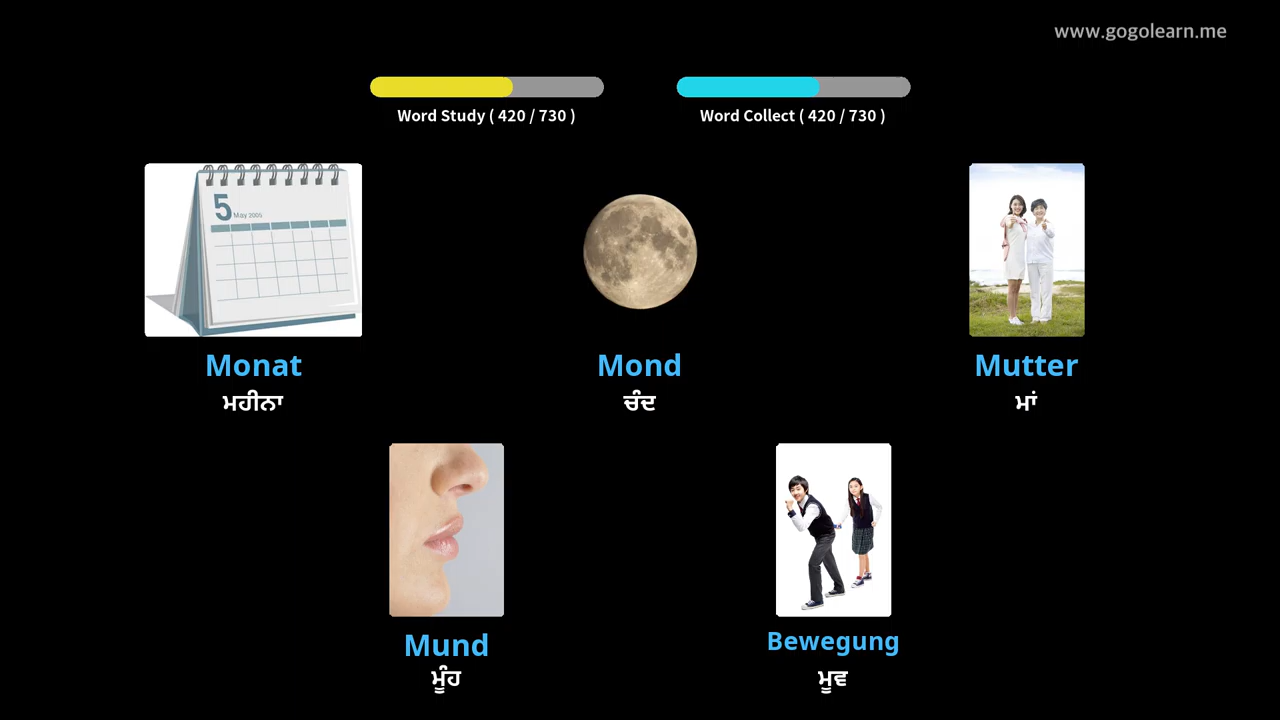 www.gogolearn.me
Word Study ( 420 / 730 )
Word Collect ( 420 / 730 )
5 May 2005
Monat
ਮਹੀਨਾ
Mond
ਚੰਦ
Mutter
ਮਾਂ
Mund
ਮੂੰਹ
Bewegung
ਮੂਵ